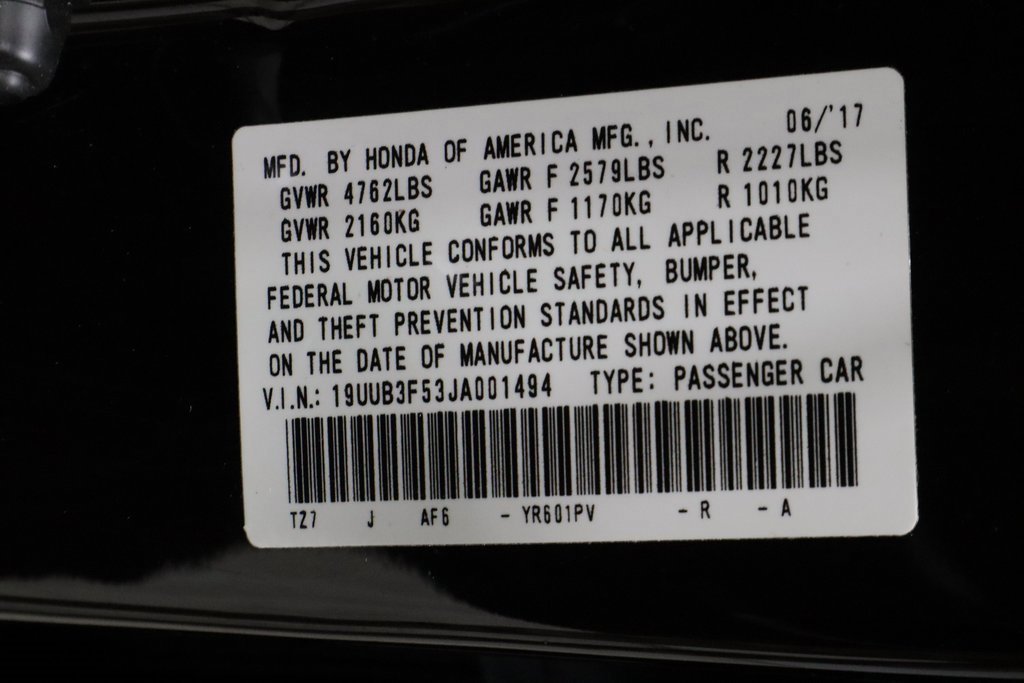 MFD. BY HONDA OF AMERICA MFG., INC. 06/'17
GVWR 4762LBS GAWR F 2579LBS R 2227LBS
GVWR 2160KG GAWR F 1170KG R 1010KG
THIS VEHICLE CONFORMS TO ALL APPLICABLE
FEDERAL MOTOR VEHICLE SAFETY, BUMPER,
AND THEFT PREVENTION STANDARDS IN EFFECT
ON THE DATE OF MANUFACTURE SHOWN ABOVE.
V.I.N.: 19UUB3F53JA001494 TYPE: PASSENGER CAR
TZ7 J AF6 - YR601PV - R - A